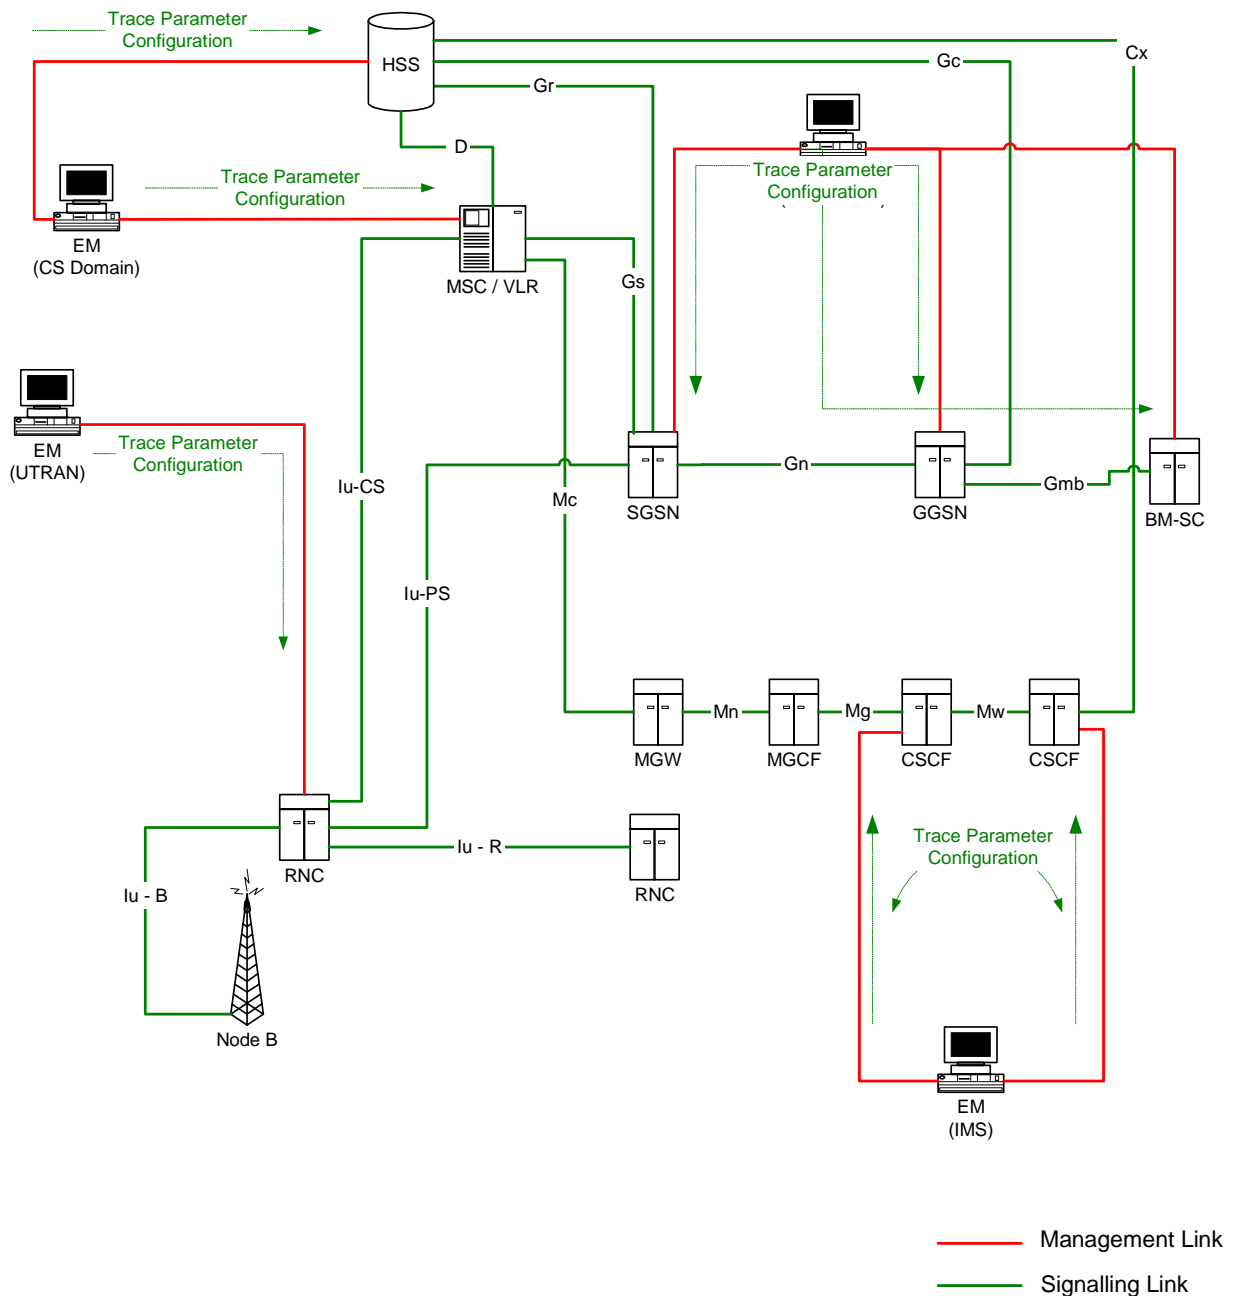 Trace Parameter
Configuration
HSS
Cx
Gc
Gr
D
Trace Parameter
Configuration
Trace Parameter
Configuration
EM
(CS Domain)
MSC / VLR
Gs
EM
(UTRAN)
Trace Parameter
Configuration
Iu-CS
Mc
SGSN
Gn
GGSN
Gmb
BM-SC
Iu-PS
MGW
Mn
MGCF
Mg
CSCF
Mw
CSCF
RNC
Iu - R
RNC
Trace Parameter
Configuration
Iu - B
Node B
EM
(IMS)
Management Link
Signalling Link